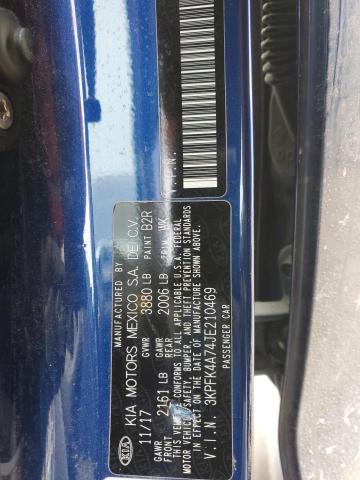 MANUFACTURED BY
KIA MOTORS MEXICO S.A. DE C.V.
11/17 GVWR 3880 LB PAINT B2R
GAWR FRONT 2161 LB GAWR REAR 2006 LB TRIM WK
THIS VEHICLE CONFORMS TO ALL APPLICABLE U.S.A. FEDERAL
MOTOR VEHICLE SAFETY, BUMPER, AND THEFT PREVENTION STANDARDS
IN EFFECT ON THE DATE OF MANUFACTURE SHOWN ABOVE.
V.I.N. 3KPFK4A74JE210469
PASSENGER CAR
KIA
V.P.N.